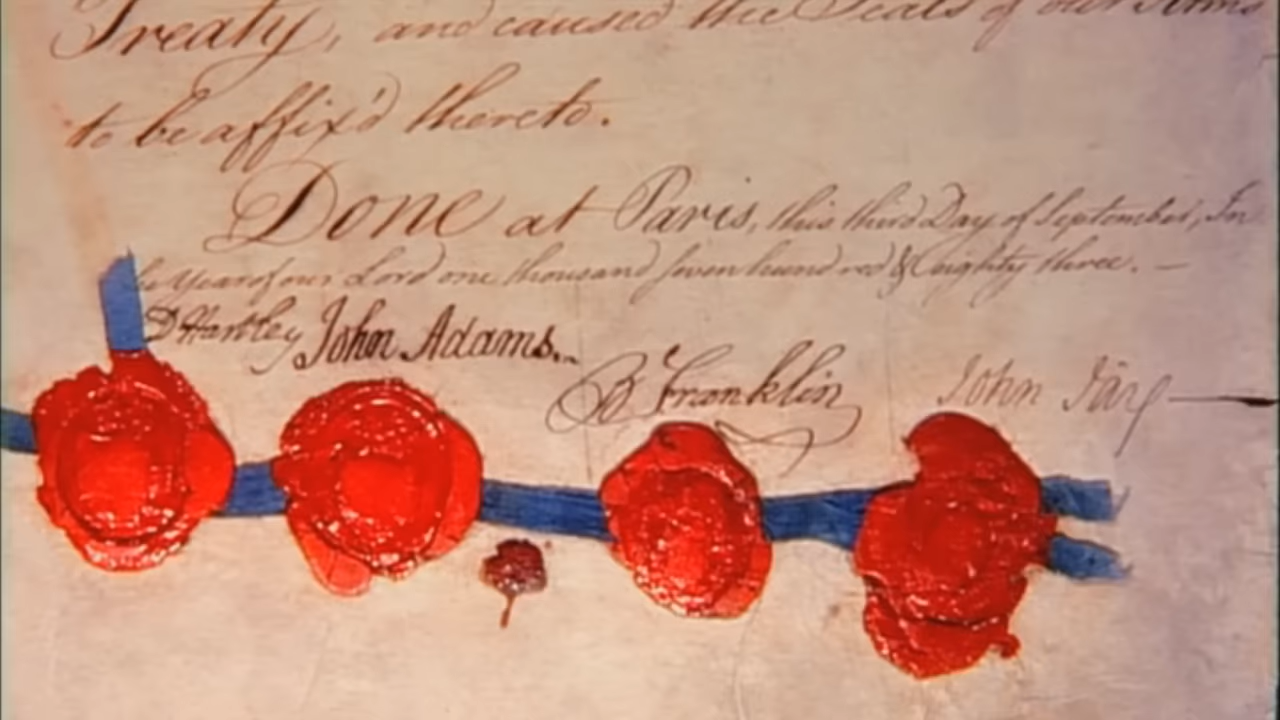 Treaty, and caused the Seals of our Arms
to be affix'd thereto.
Done at Paris, this third Day of September, In
he Year of our Lord one thousand seven hundred & eighty three. —
D Hartley John Adams.
B Franklin John Jay